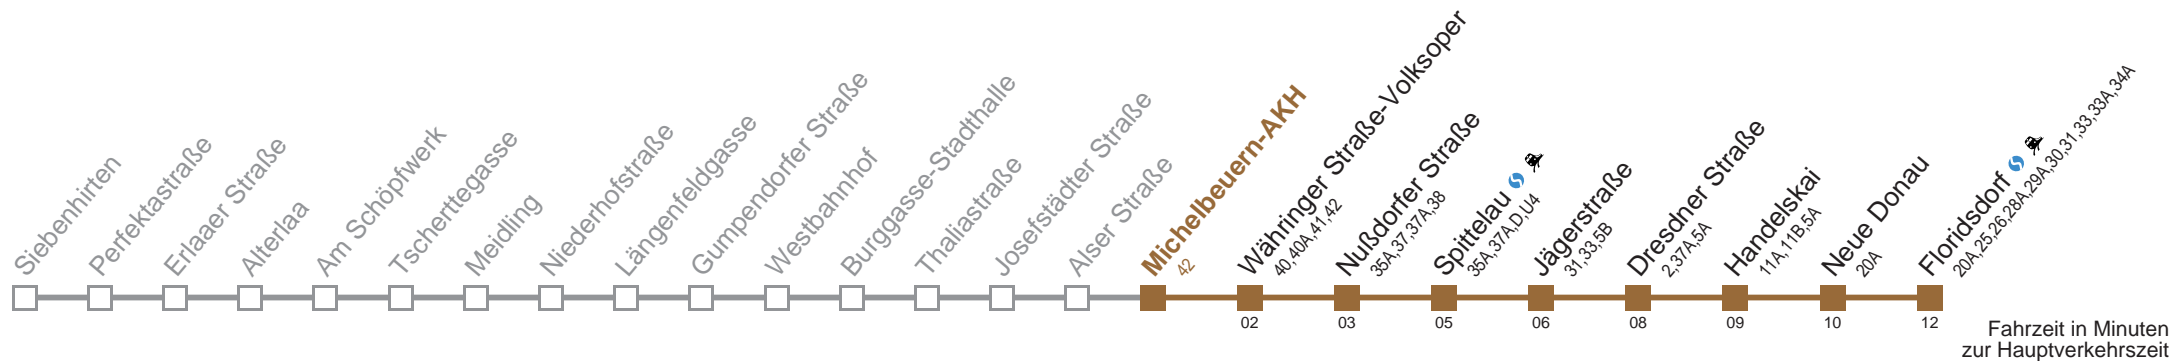 Siebenhirten
Perfektastraße
Erlaaer Straße
Alterlaa
Am Schöpfwerk
Tscherttegasse
Meidling
Niederhofstraße
Längenfeldgasse
Gumpendorfer Straße
Westbahnhof
Burggasse-Stadthalle
Thaliastraße
Josefstädter Straße
Alser Straße
Michelbeuern-AKH
42
Währinger Straße-Volksoper
40,40A,41,42
02
Nußdorfer Straße
35A,37,37A,38
03
Spittelau
35A,37A,D,U4
05
Jägerstraße
31,33,5B
06
Dresdner Straße
2,37A,5A
08
Handelskai
11A,11B,5A
09
Neue Donau
20A
10
Floridsdorf
20A,25,26,28A,29A,30,31,33,33A,34A
12
Fahrzeit in Minuten
zur Hauptverkehrszeit